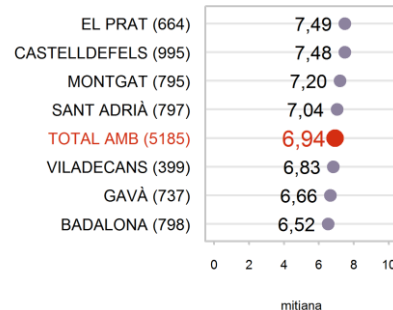 EL PRAT (664) 7,49
CASTELLDEFELS (995) 7,48
MONTGAT (795) 7,20
SANT ADRIÀ (797) 7,04
TOTAL AMB (5185) 6,94
VILADECANS (399) 6,83
GAVÀ (737) 6,66
BADALONA (798) 6,52
0 2 4 6 8 10
mitiana